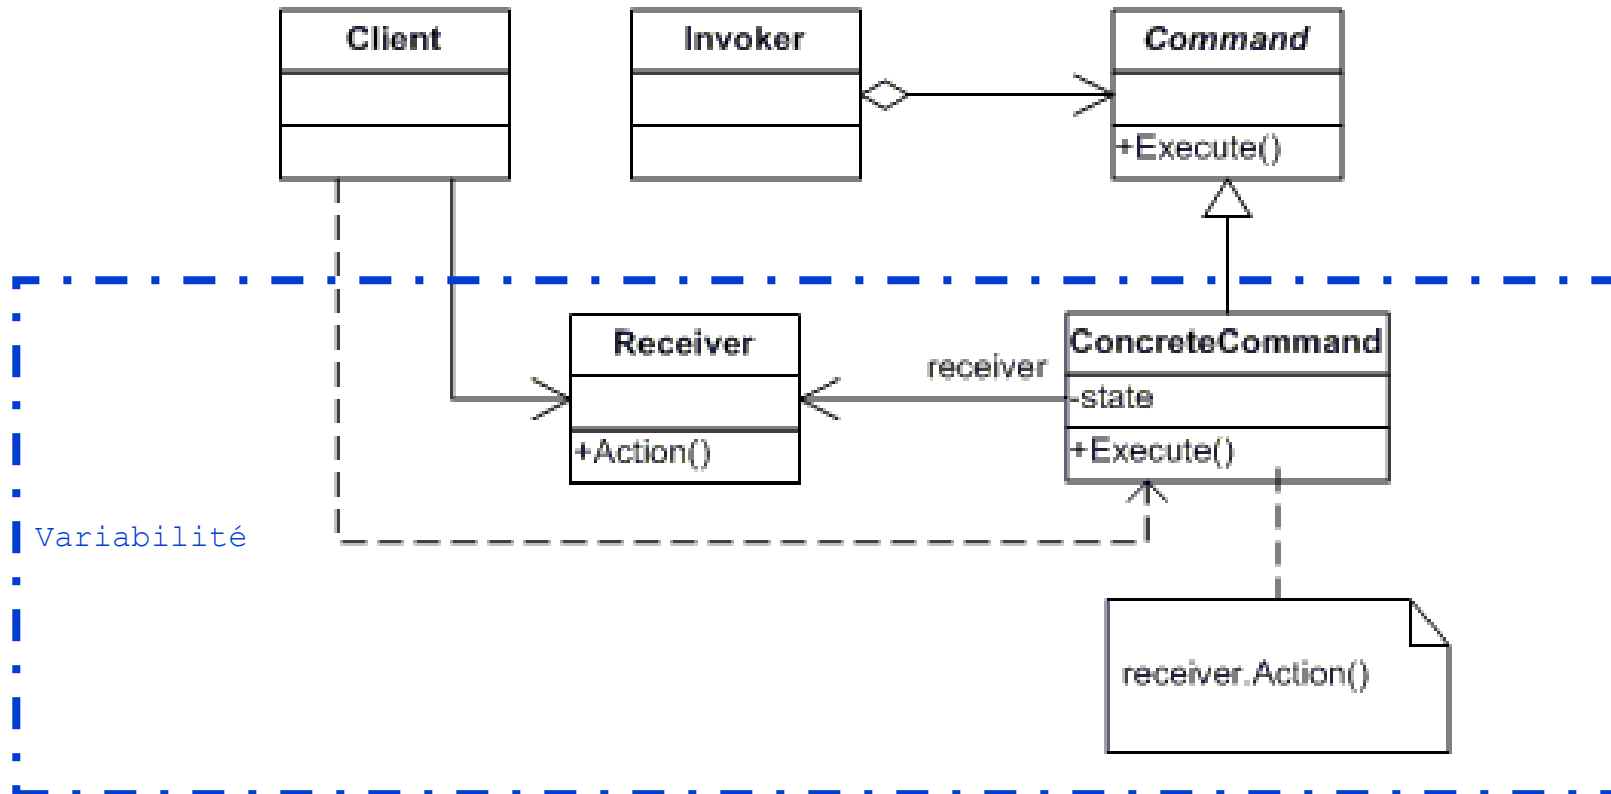 Client
Invoker
Command
+Execute()
Receiver
+Action()
receiver
ConcreteCommand
-state
+Execute()
Variabilité
receiver.Action()